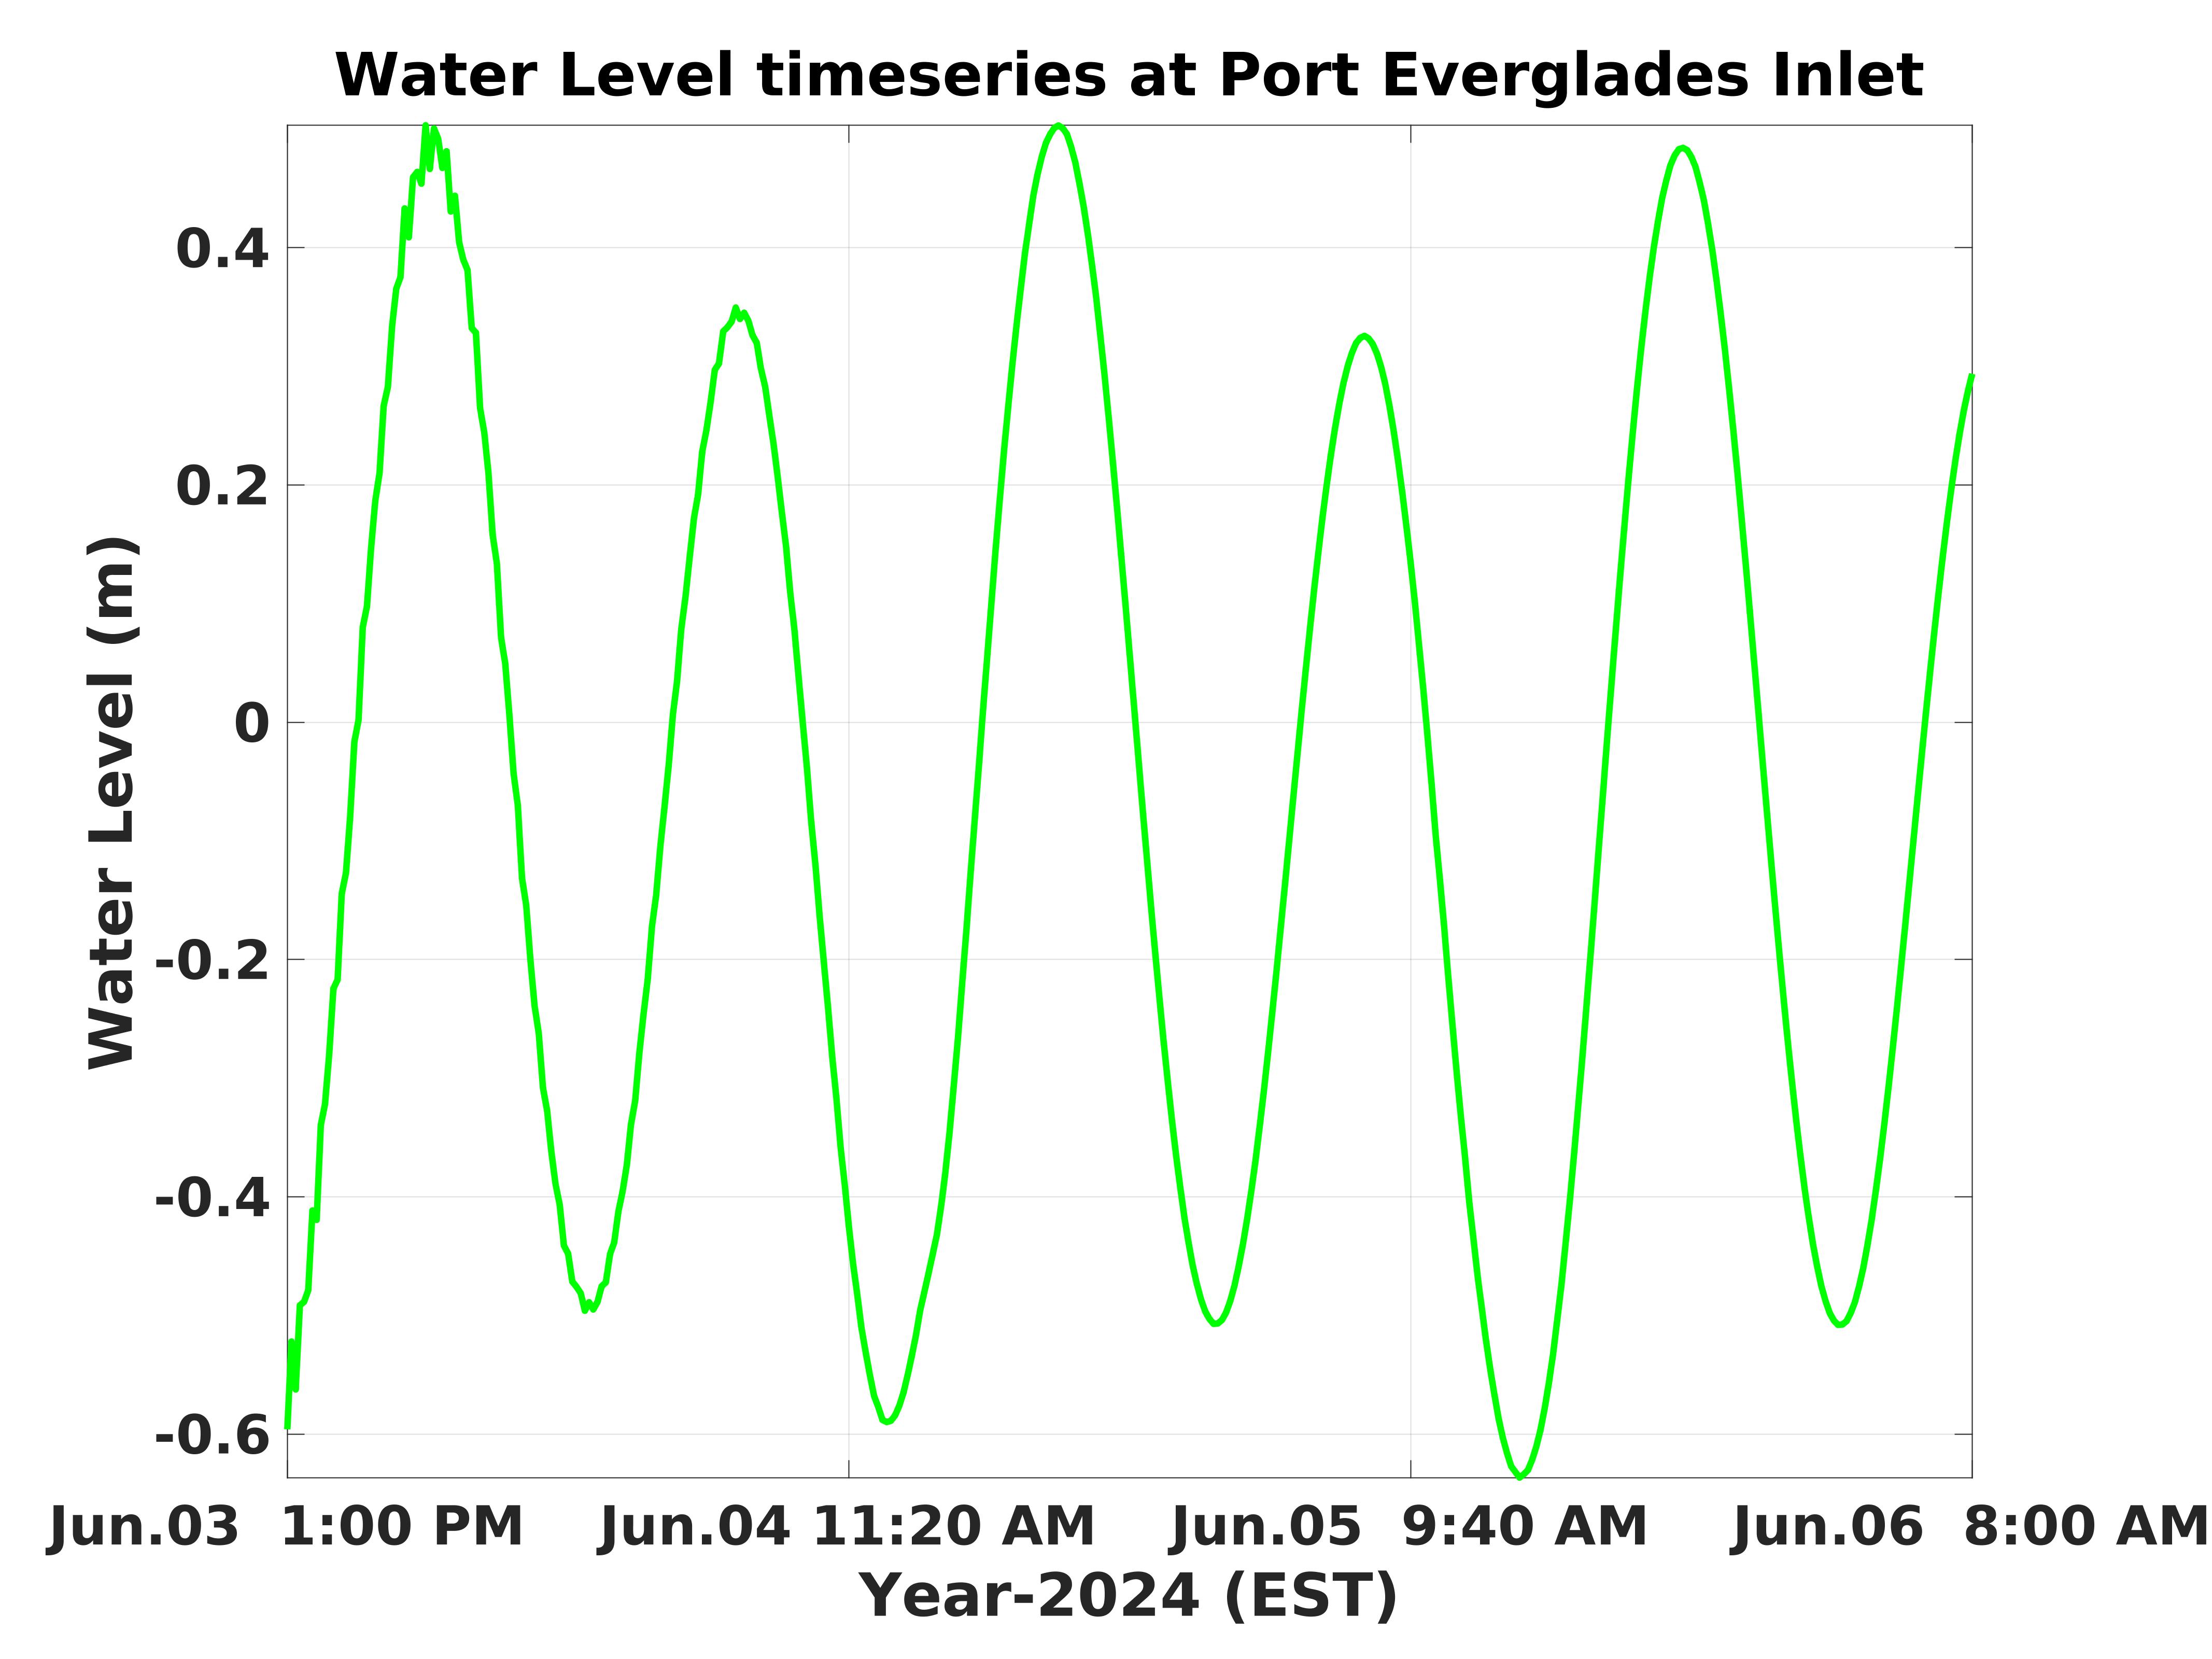 Water Level timeseries at Port Everglades Inlet
Water Level (m)
0.4
0.2
0
-0.2
-0.4
-0.6
Jun.03 1:00 PM
Jun.04 11:20 AM
Jun.05 9:40 AM
Jun.06 8:00 AM
Year-2024 (EST)